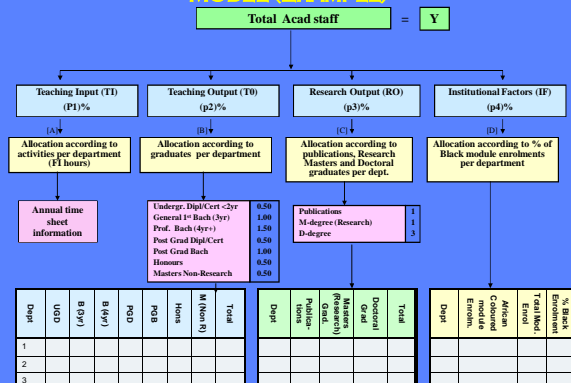 MODEL (EXAMPLE)
Total Acad staff = Y
Teaching Input (TI)
(P1)%
Teaching Output (T0)
(p2)%
Research Output (RO)
(p3)%
Institutional Factors (IF)
(p4)%
[A]
[B]
[C]
[D]
Allocation according to
activities per department
(FI hours)
Allocation according to
graduates per department
Allocation according to
publications, Research
Masters and Doctoral
graduates per dept.
Allocation according to % of
Black module enrolments
per department
Annual time
sheet
information
Undergr. Dipl/Cert <2yr 0.50
General 1st Bach (3yr) 1.00
Prof. Bach (4yr+) 1.50
Post Grad Dipl/Cert 0.50
Post Grad Bach 1.00
Honours 0.50
Masters Non-Research 0.50
Publications 1
M-degree (Research) 1
D-degree 3
Dept
UGD
B (3yr)
B (4yr)
PGD
PGB
Hons
M (Non R)
Total
1
2
3
Dept
Publica-
tions
Masters
(Research)
Grad.
Doctoral
Grad
Total
Dept
African
Coloured
module
Enrolm.
Total Mod.
Enrol
% Black
Enrolment